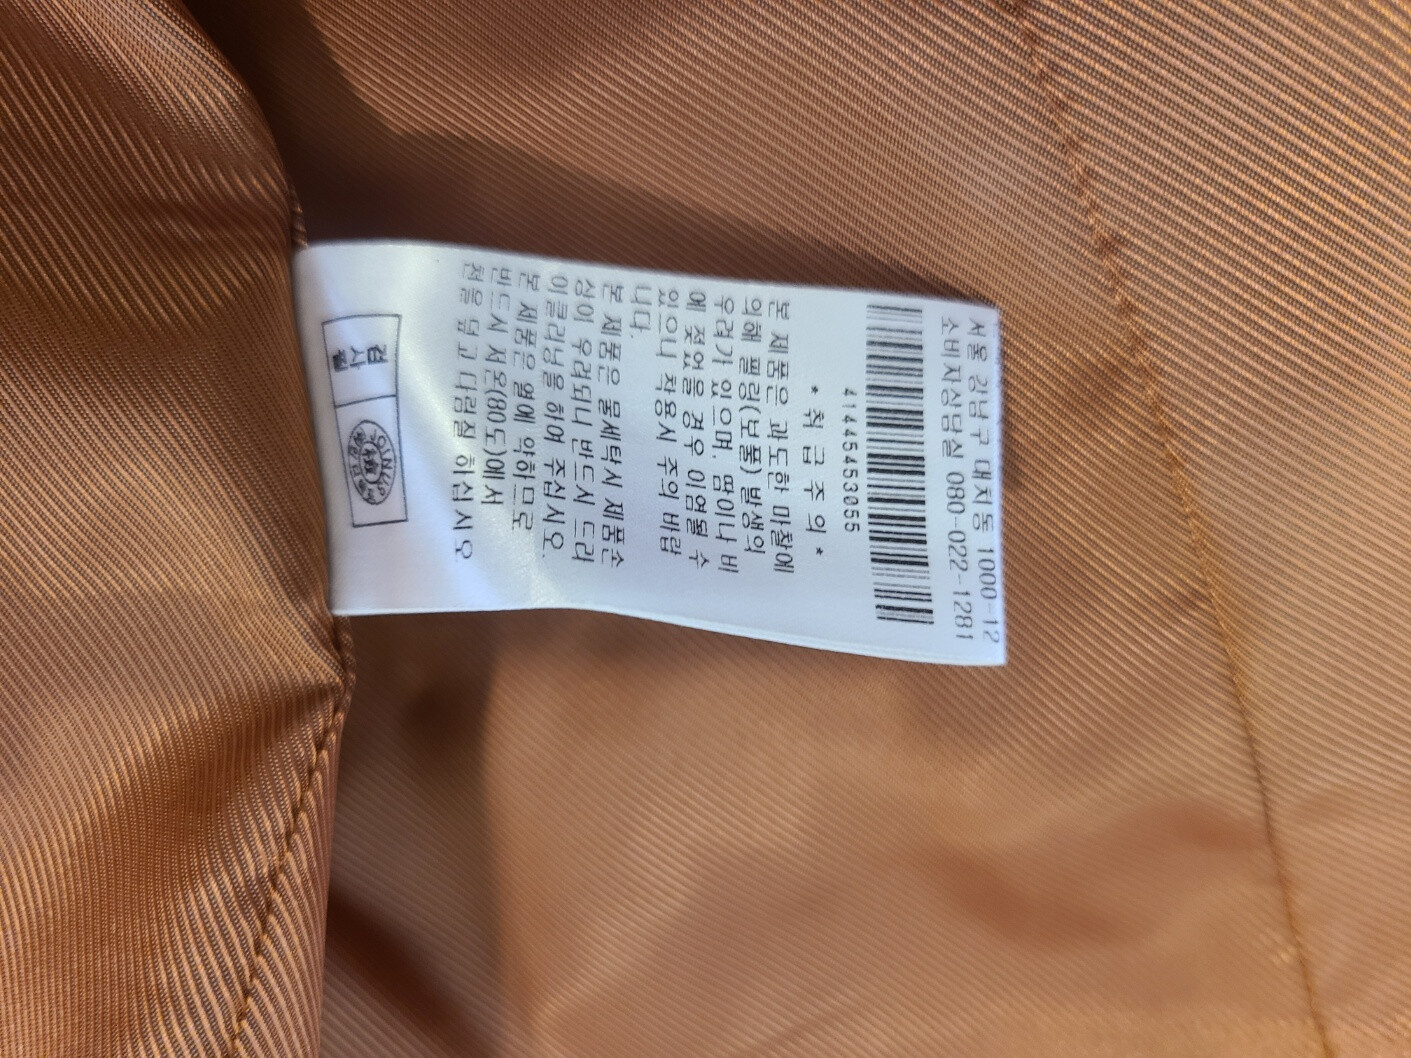 서울 강남구 대치동 1000-12
소비자상담실 080-022-1281
4144545453055
* 취 급 주 의 *
본 제품은 과도한 마찰에
의해 필링(보풀) 발생의
우려가 있으며, 땀이나 비
에 젖었을 경우 이염될 수
있으니 착용시 주의 바랍
니다.
본 제품은 물세탁시 제품손
상이 우려되니 반드시 드라
이클리닝을 하여 주십시오.
본 제품은 열에 약하므로
반드시 저온(80도)에서
천을 덮고 다림질 하십시오
검사필